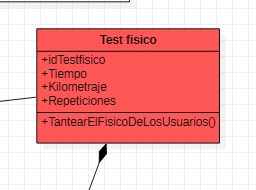 Test fisico
+idTestfisico
+Tiempo
+Kilometraje
+Repeticiones
+TantearElFisicoDeLosUsuarios()